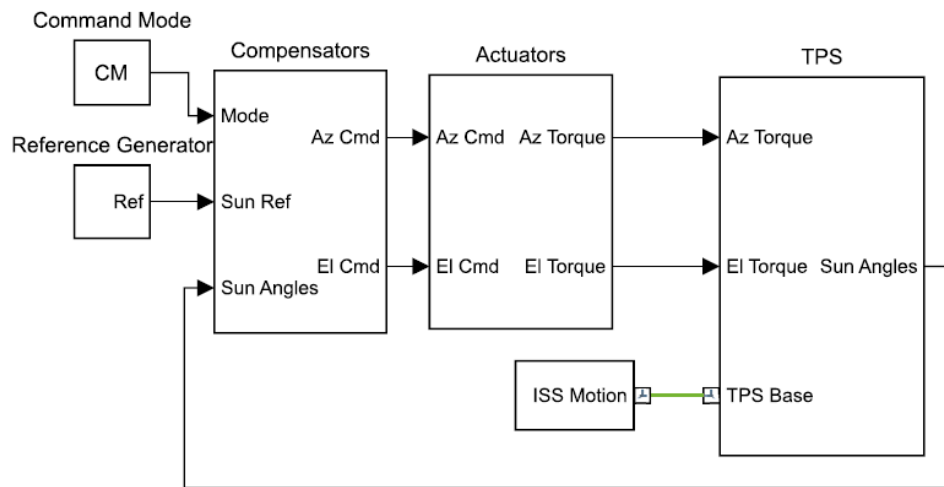 Command Mode
CM
Compensators
Actuators
TPS
Mode
Az Cmd
Az Cmd
Az Torque
Az Torque
Reference Generator
Ref
Sun Ref
El Cmd
El Cmd
El Torque
El Torque
Sun Angles
Sun Angles
ISS Motion
TPS Base